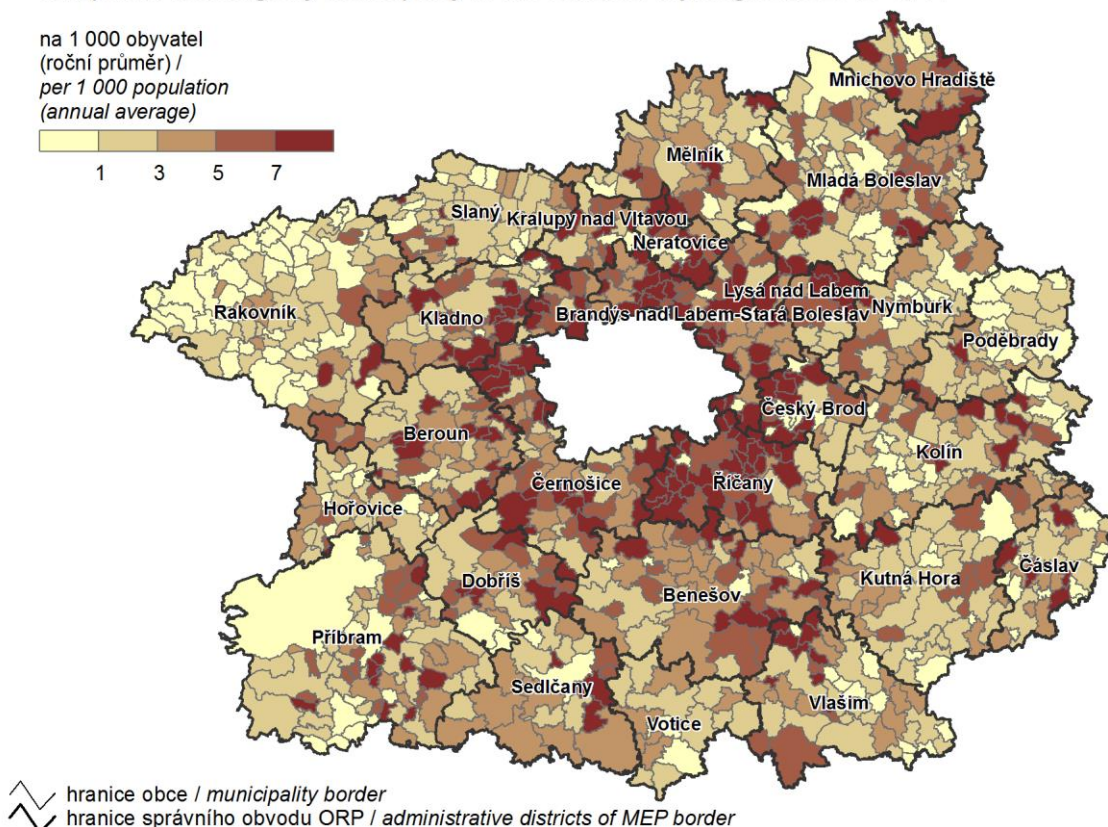 na 1 000 obyvatel
(roční průměr) /
per 1 000 population
(annual average)
1 3 5 7
Mnichovo Hradiště
Mělník
Mladá Boleslav
Slaný
Kralupy nad Vltavou
Neratovice
Lysá nad Labem
Rakovník
Kladno
Brandýs nad Labem-Stará Boleslav
Nymburk
Poděbrady
Český Brod
Beroun
Kolín
Černošice
Říčany
Hořovice
Dobříš
Benešov
Kutná Hora
Čáslav
Příbram
Sedlčany
Votice
Vlašim
hranice obce / municipality border
hranice správního obvodu ORP / administrative districts of MEP border